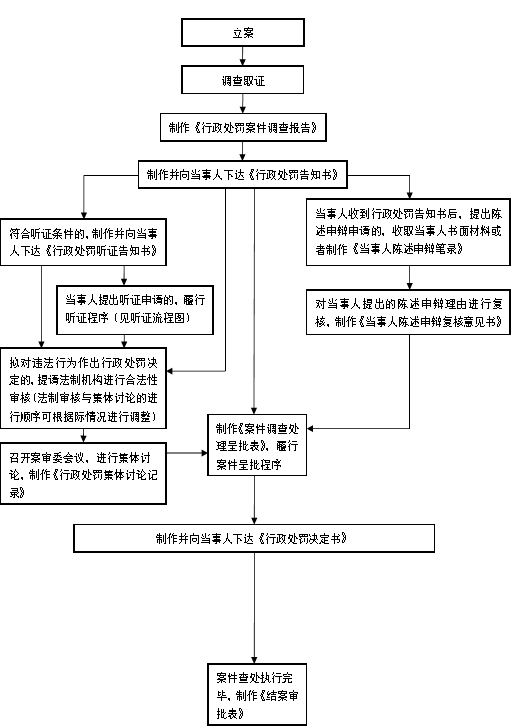 立案
调查取证
制作《行政处罚案件调查报告》
制作并向当事人下达《行政处罚告知书》
符合听证条件的，制作并向当事
人下达《行政处罚听证告知书》
当事人收到行政处罚告知书后，提出陈
述申辩申请的，收取当事人书面材料或
者制作《当事人陈述申辩笔录》
当事人提出听证申请的，履行
听证程序（见听证流程图）
对当事人提出的陈述申辩理由进行复
核，制作《当事人陈述申辩复核意见书》
拟对违法行为作出行政处罚决
定的，提请法制机构进行合法性
审核（法制审核与集体讨论的进
行顺序可根据际情况进行调整）
制作《案件调查处
理呈批表》，履行
案件呈批程序
召开案审委会议，进行集体讨
论，制作《行政处罚集体讨论记
录》
制作并向当事人下达《行政处罚决定书》
案件查处执行完
毕，制作《结案审
批表》